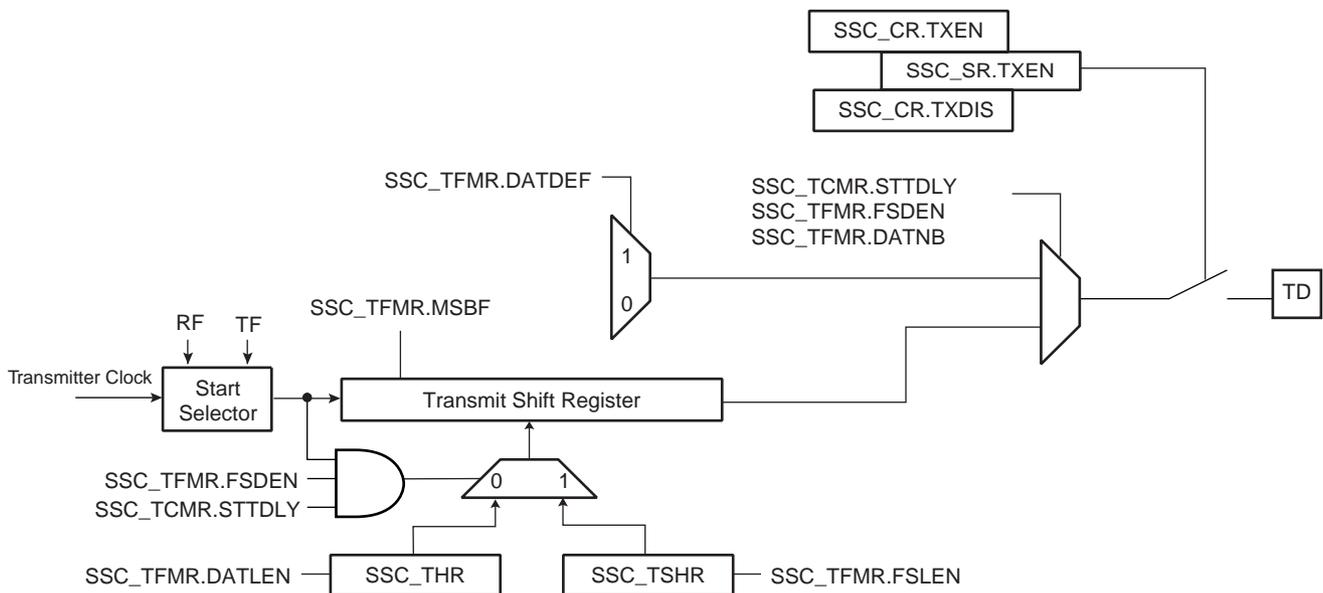 SSC_CR.TXEN
SSC_SR.TXEN
SSC_CR.TXDIS
SSC_TFMR.DATDEF
SSC_TCMR.STTDLY
SSC_TFMR.FSDEN
SSC_TFMR.DATNB
1
0
TD
SSC_TFMR.MSBF
RF TF
Transmitter Clock
Start
Selector
Transmit Shift Register
SSC_TFMR.FSDEN
SSC_TCMR.STTDLY
0 1
SSC_TFMR.DATLEN
SSC_THR
SSC_TSHR
SSC_TFMR.FSLEN